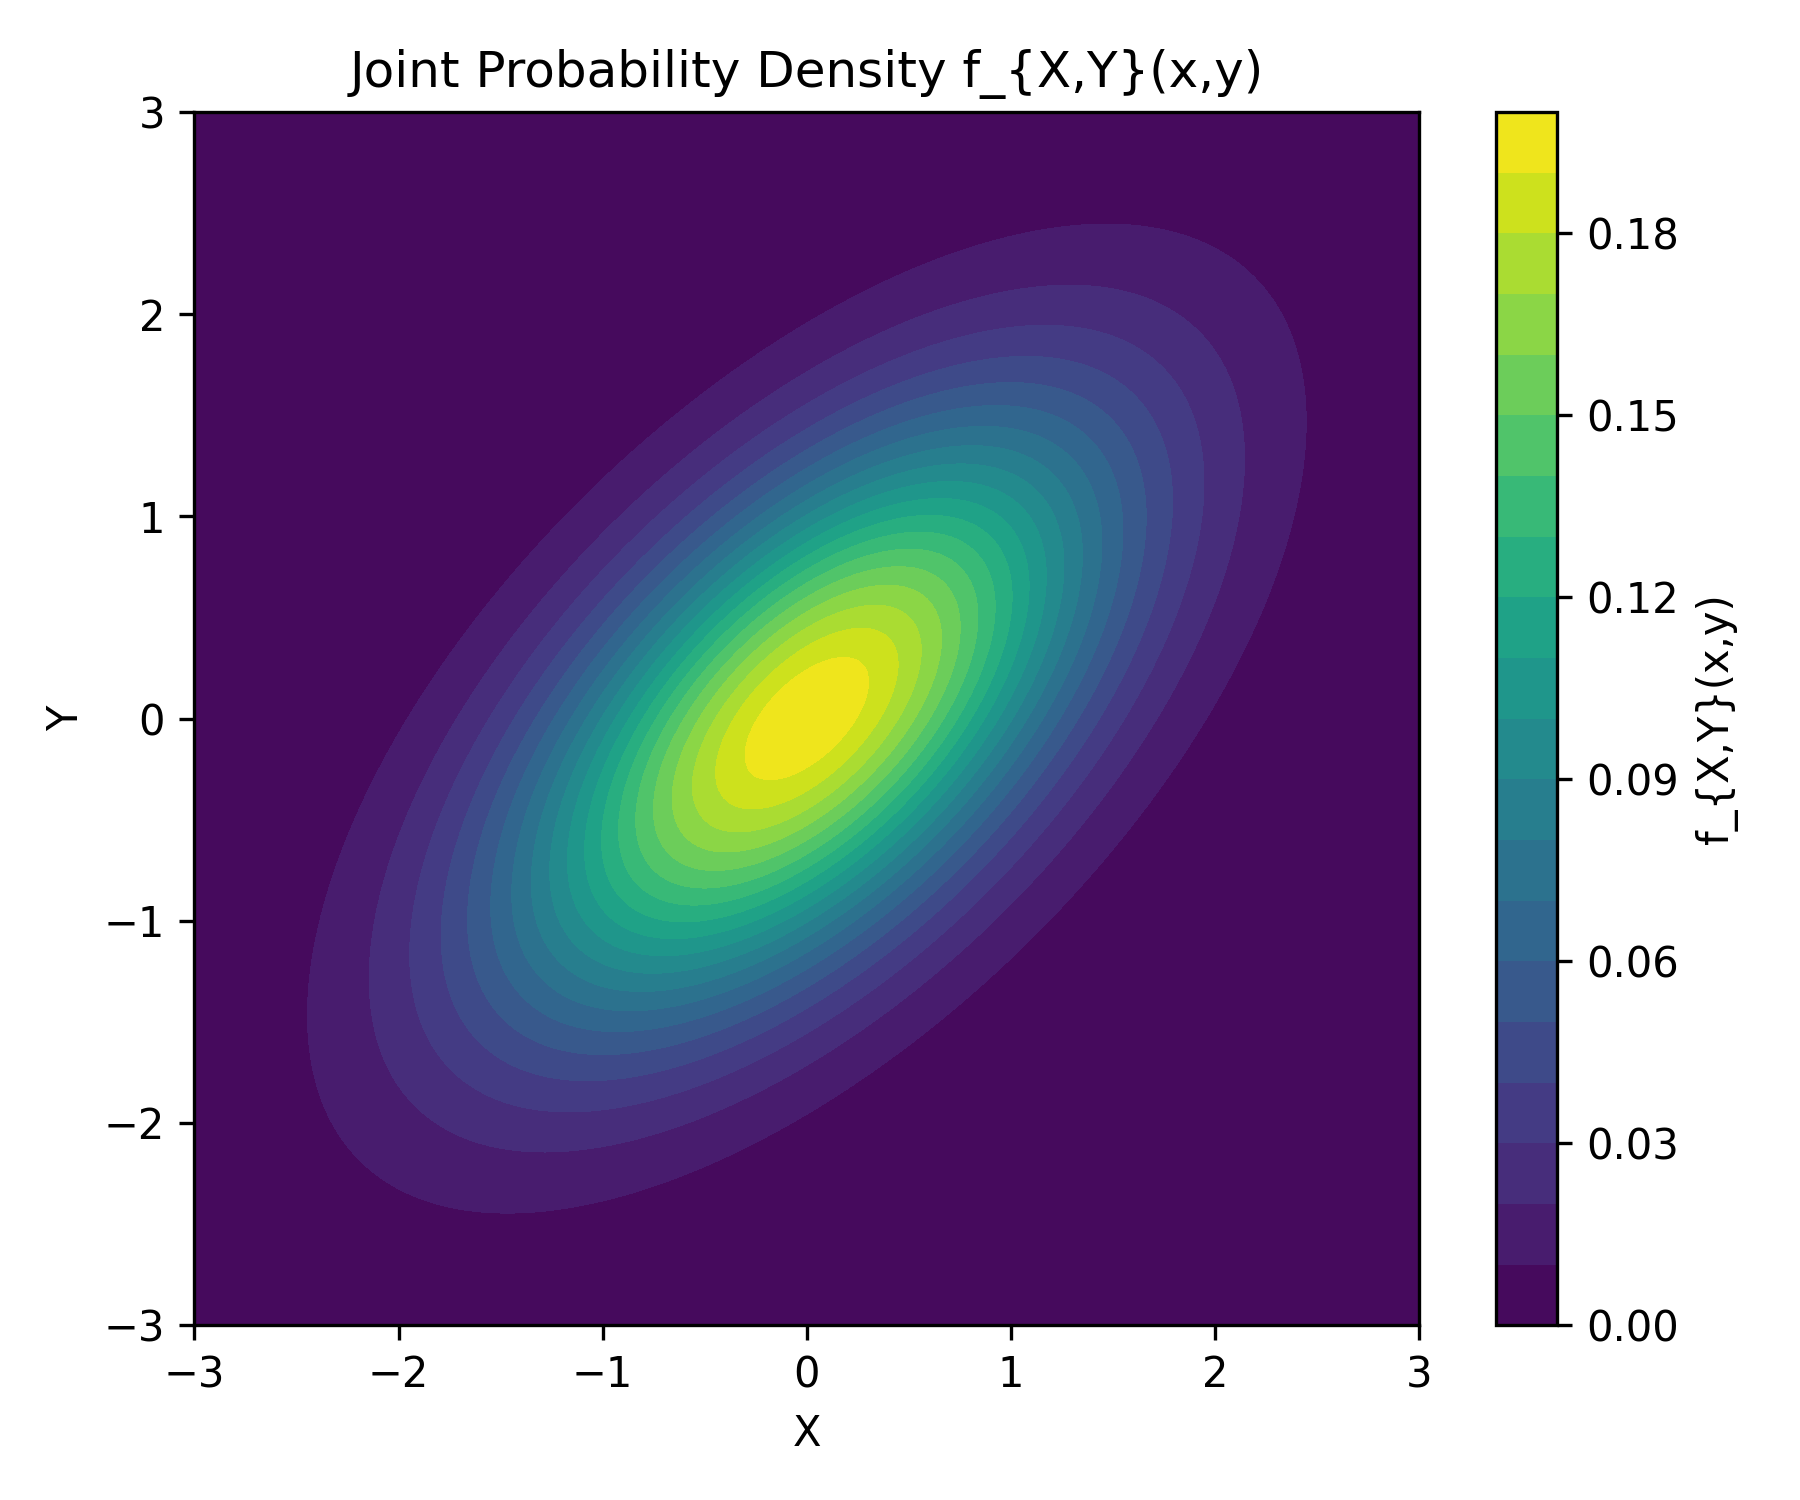 Joint Probability Density f_{X,Y}(x,y)
3
2
1
0
−1
−2
−3
Y
−3 −2 −1 0 1 2 3
X
0.18
0.15
0.12
0.09
0.06
0.03
0.00
f_{X,Y}(x,y)